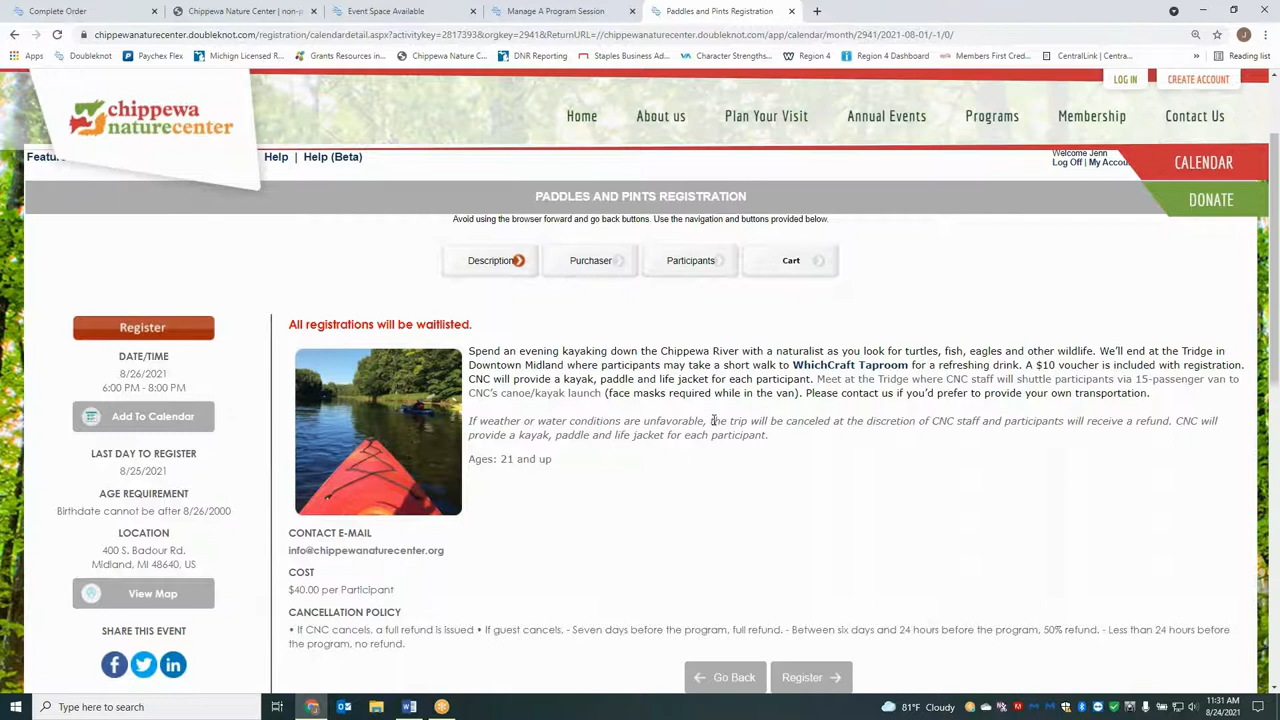 Complete Order
Chippewa Nature Center : On
Event Space Available
Manage A Program Session
Paddles and Pints Registration
chippewanaturecenter.doubleknot.com/registration/calendardetail.aspx?activitykey=2817393&orgkey=2941&ReturnURL=//chippewanaturecenter.doubleknot.com/app/calendar/month/2941/2021-08-01/-1/0/
Apps Doubleknot Paychex Flex Michign Licensed R... Grants Resources in... Chippewa Nature C... DNR Reporting Staples Business Ad... Character Strengths... Region 4 Region 4 Dashboard Members First Cred... CentralLink | Centra... » Reading list
LOG IN CREATE ACCOUNT
chippewa
naturecenter
Home About us Plan Your Visit Annual Events Programs Membership Contact Us
Help | Help (Beta)
Welcome Jenn
Log Off | My Accou
CALENDAR
DONATE
PADDLES AND PINTS REGISTRATION
Avoid using the browser forward and go back buttons. Use the navigation and buttons provided below.
Description Purchaser Participants Cart
Register
DATE/TIME
8/26/2021
6:00 PM - 8:00 PM
Add To Calendar
LAST DAY TO REGISTER
8/25/2021
AGE REQUIREMENT
Birthdate cannot be after 8/26/2000
LOCATION
400 S. Badour Rd.
Midland, MI 48640, US
View Map
SHARE THIS EVENT
All registrations will be waitlisted.
Spend an evening kayaking down the Chippewa River with a naturalist as you look for turtles, fish, eagles and other wildlife. We'll end at the Tridge in
Downtown Midland where participants may take a short walk to WhichCraft Taproom for a refreshing drink. A $10 voucher is included with registration.
CNC will provide a kayak, paddle and life jacket for each participant. Meet at the Tridge where CNC staff will shuttle participants via 15-passenger van to
CNC's canoe/kayak launch (face masks required while in the van). Please contact us if you'd prefer to provide your own transportation.
If weather or water conditions are unfavorable, the trip will be canceled at the discretion of CNC staff and participants will receive a refund. CNC will
provide a kayak, paddle and life jacket for each participant.
Ages: 21 and up
CONTACT E-MAIL
info@chippewanaturecenter.org
COST
$40.00 per Participant
CANCELLATION POLICY
• If CNC cancels, a full refund is issued • If guest cancels. - Seven days before the program, full refund. - Between six days and 24 hours before the program, 50% refund. - Less than 24 hours before
the program, no refund.
Go Back Register
Type here to search
81°F Cloudy
11:31 AM
8/24/2021